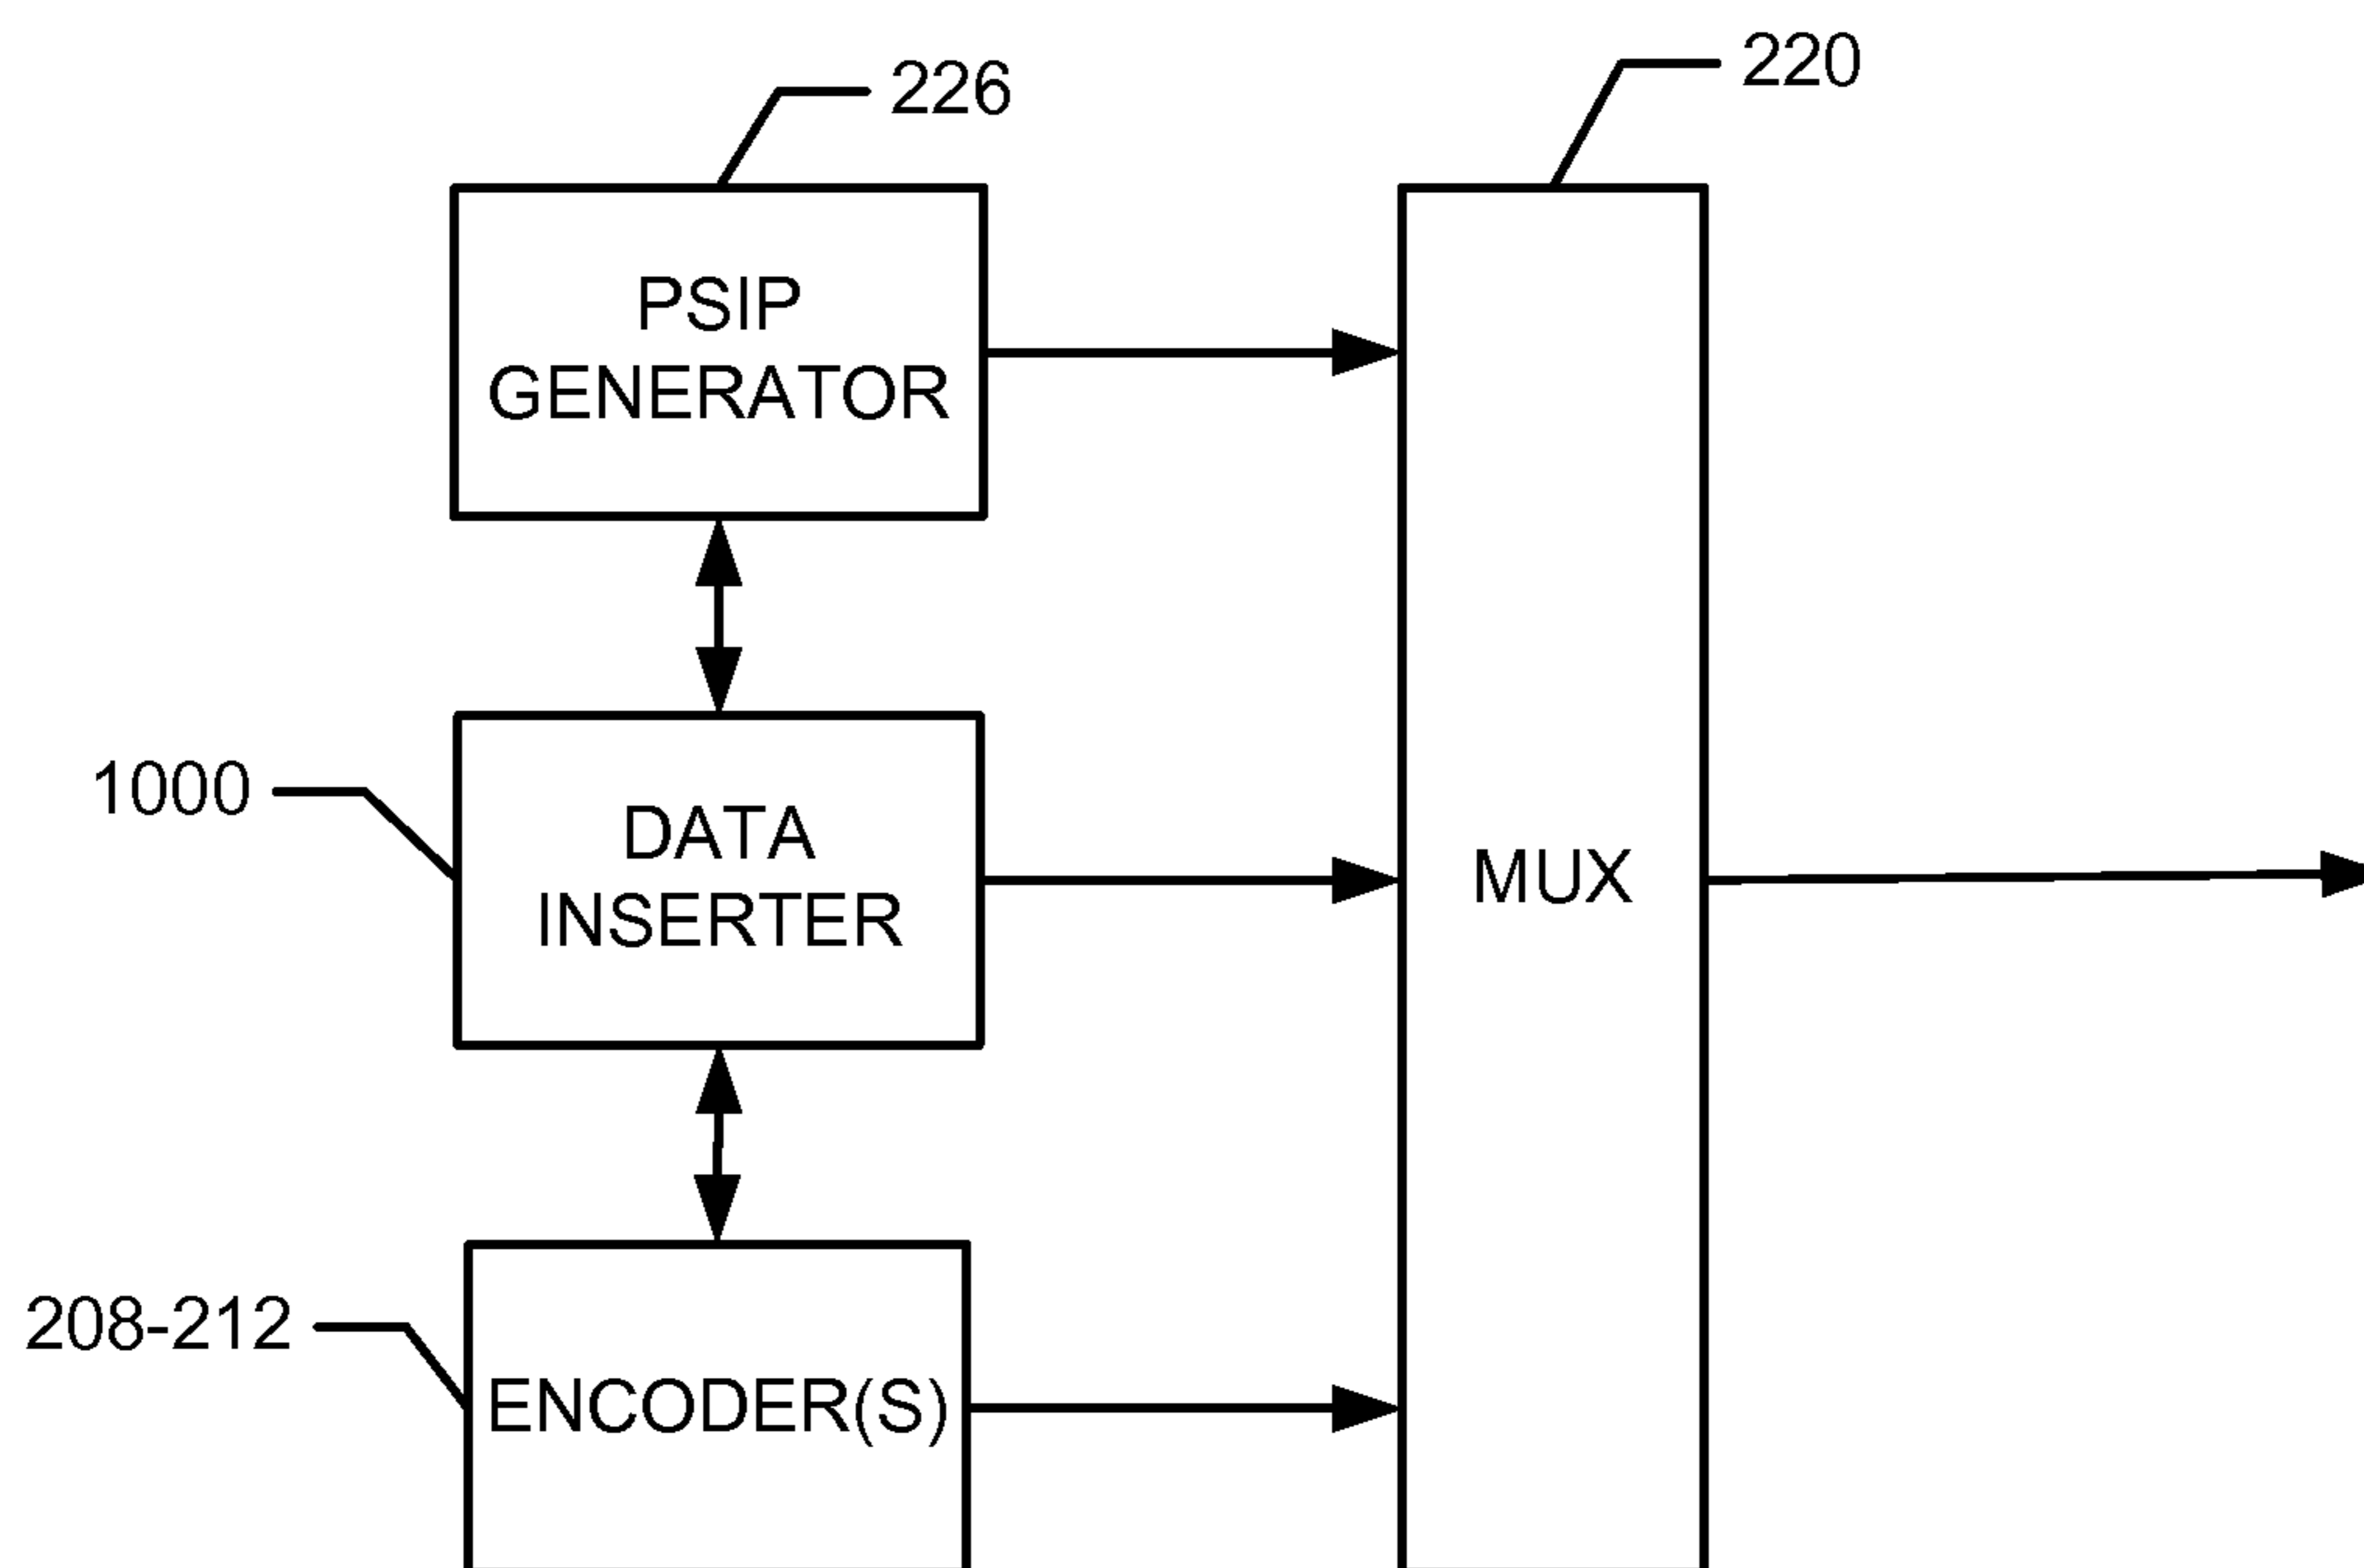 226
220
PSIP
GENERATOR
1000
DATA
INSERTER
MUX
208-212
ENCODER(S)